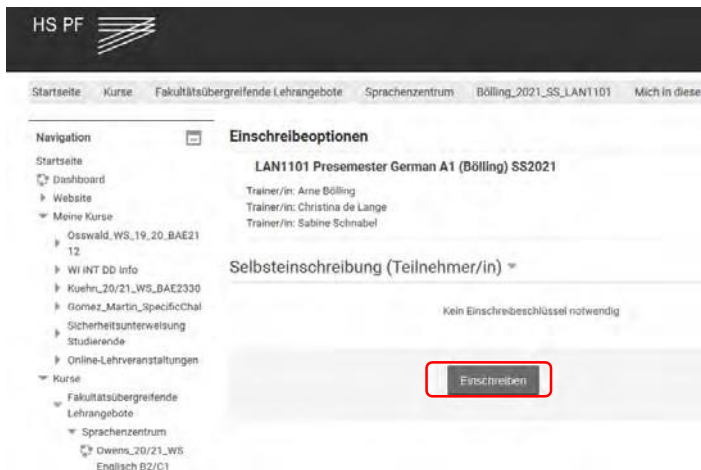 HS PF
Startseite Kurse Fakultätsübergreifende Lehrangebote Sprachenzentrum Bölling_2021_SS_LAN1101 Mich in diese
Navigation
Startseite
Dashboard
Website
Meine Kurse
Osswald_WS_19_20_BAE21
12
WI INT DD Info
Kuehn_20/21_WS_BAE2330
Gomez_Martin_SpecificChal
Sicherheitsunterweisung
Studierende
Online-Lehrveranstaltungen
Kurse
Fakultätsübergreifende
Lehrangebote
Sprachenzentrum
Owens_20/21_WS
Englisch B2/C1
Einschreibeoptionen
LAN1101 Presemester German A1 (Bölling) SS2021
Trainer/in: Arne Bölling
Trainer/in: Christina de Lange
Trainer/in: Sabine Schnabel
Selbsteinschreibung (Teilnehmer/in)
Kein Einschreibeschlüssel notwendig
Einschreiben